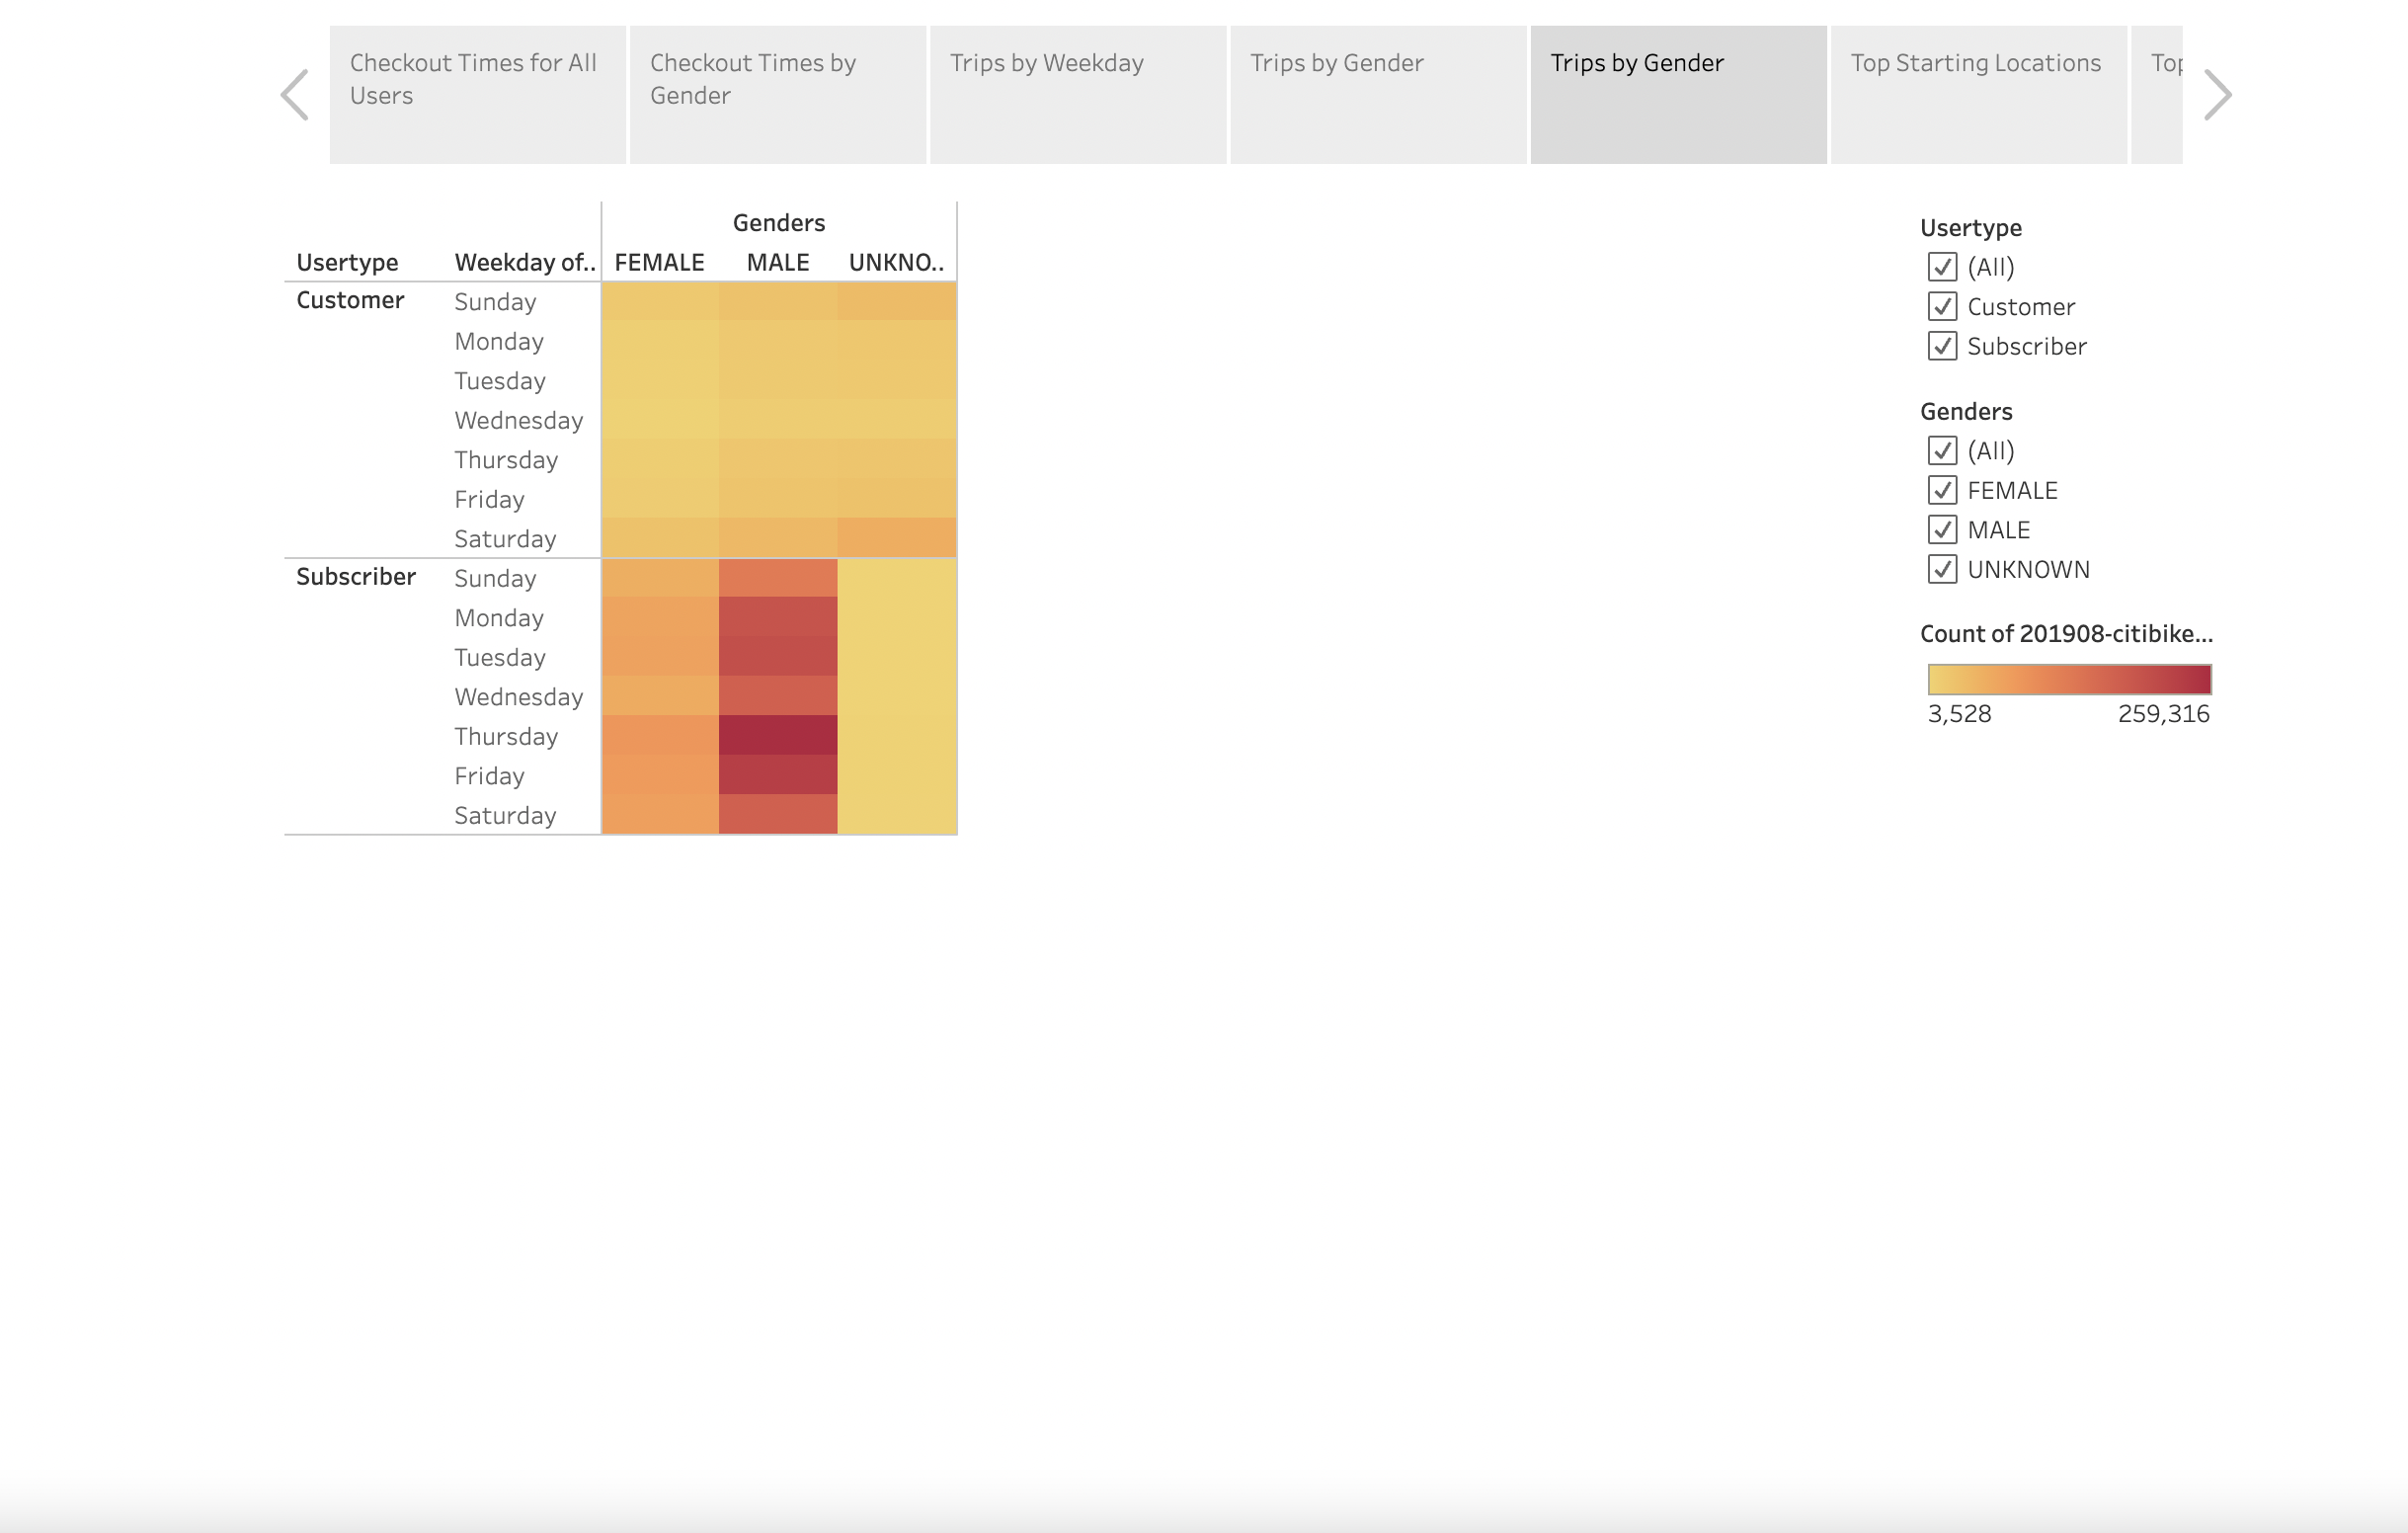 Checkout Times for All
Users
Checkout Times by
Gender
Trips by Weekday
Trips by Gender
Trips by Gender
Top Starting Locations
Top
Genders
Usertype Weekday of.. FEMALE MALE UNKNO..
Customer Sunday
Monday
Tuesday
Wednesday
Thursday
Friday
Saturday
Subscriber Sunday
Monday
Tuesday
Wednesday
Thursday
Friday
Saturday
Usertype
(All)
Customer
Subscriber
Genders
(All)
FEMALE
MALE
UNKNOWN
Count of 201908-citibike...
3,528 259,316